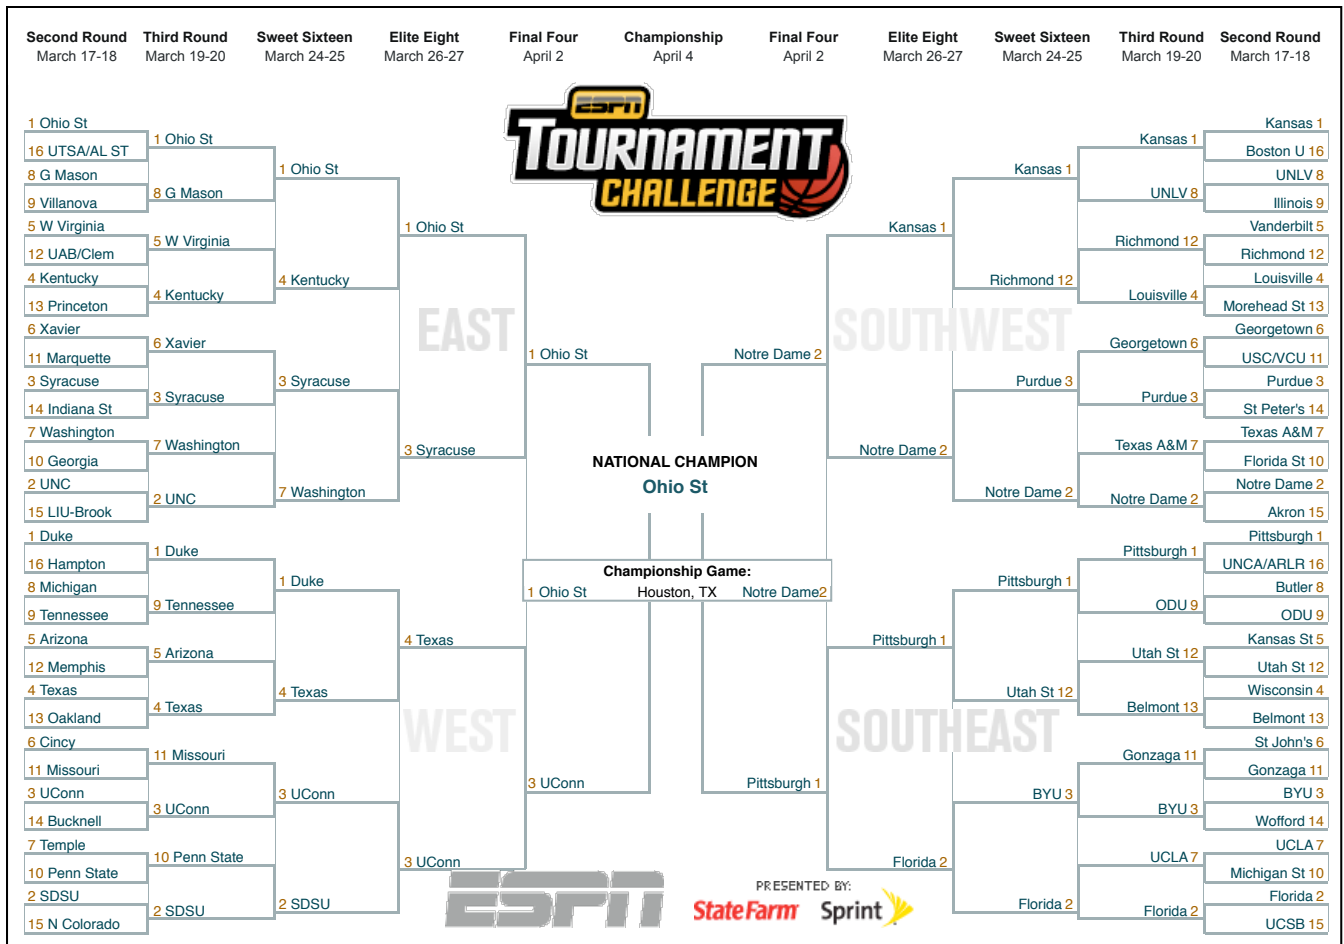 Second Round Third Round Sweet Sixteen Elite Eight Final Four Championship Final Four Elite Eight Sweet Sixteen Third Round Second Round
March 17-18 March 19-20 March 24-25 March 26-27 April 2 April 4 April 2 March 26-27 March 24-25 March 19-20 March 17-18
ESPN
TOURNAMENT
CHALLENGE
1 Ohio St
16 UTSA/AL ST
8 G Mason
9 Villanova
5 W Virginia
12 UAB/Clem
4 Kentucky
13 Princeton
6 Xavier
11 Marquette
3 Syracuse
14 Indiana St
7 Washington
10 Georgia
2 UNC
15 LIU-Brook
1 Duke
16 Hampton
8 Michigan
9 Tennessee
5 Arizona
12 Memphis
4 Texas
13 Oakland
6 Cincy
11 Missouri
3 UConn
14 Bucknell
7 Temple
10 Penn State
2 SDSU
15 N Colorado
1 Ohio St
8 G Mason
5 W Virginia
4 Kentucky
6 Xavier
3 Syracuse
7 Washington
2 UNC
1 Duke
9 Tennessee
5 Arizona
4 Texas
11 Missouri
3 UConn
10 Penn State
2 SDSU
1 Ohio St
4 Kentucky
3 Syracuse
7 Washington
1 Duke
4 Texas
3 UConn
2 SDSU
1 Ohio St
3 Syracuse
4 Texas
3 UConn
EAST
WEST
1 Ohio St
3 UConn
NATIONAL CHAMPION
Ohio St
Championship Game:
1 Ohio St Houston, TX Notre Dame2
Notre Dame 2
Pittsburgh 1
SOUTHWEST
SOUTHEAST
Kansas 1
Notre Dame 2
Pittsburgh 1
Florida 2
Kansas 1
Richmond 12
Purdue 3
Notre Dame 2
Pittsburgh 1
Utah St 12
BYU 3
Florida 2
Kansas 1
UNLV 8
Richmond 12
Louisville 4
Georgetown 6
Purdue 3
Texas A&M 7
Notre Dame 2
Pittsburgh 1
ODU 9
Utah St 12
Belmont 13
Gonzaga 11
BYU 3
UCLA 7
Florida 2
Kansas 1
Boston U 16
UNLV 8
Illinois 9
Vanderbilt 5
Richmond 12
Louisville 4
Morehead St 13
Georgetown 6
USC/VCU 11
Purdue 3
St Peter's 14
Texas A&M 7
Florida St 10
Notre Dame 2
Akron 15
Pittsburgh 1
UNCA/ARLR 16
Butler 8
ODU 9
Kansas St 5
Utah St 12
Wisconsin 4
Belmont 13
St John's 6
Gonzaga 11
BYU 3
Wofford 14
UCLA 7
Michigan St 10
Florida 2
UCSB 15
ESPN
PRESENTED BY:
State Farm Sprint